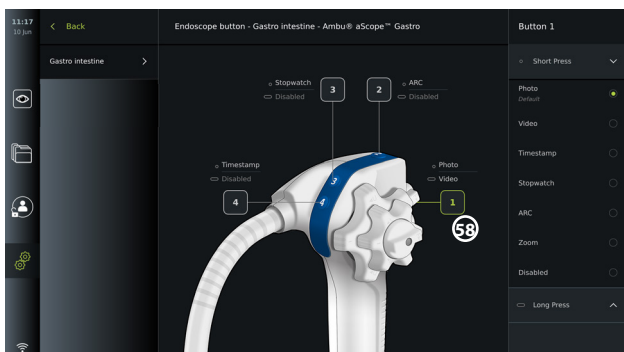 11:17
10 Jun
Back
Endoscope button - Gastro intestine - Ambu® aScope™ Gastro
Button 1
Gastro intestine
Short Press
Photo
Default
Video
Timestamp
Stopwatch
ARC
Zoom
Disabled
Long Press
Stopwatch
Disabled
3
ARC
Disabled
2
Timestamp
Disabled
4
Photo
Video
1
58
2
3
4